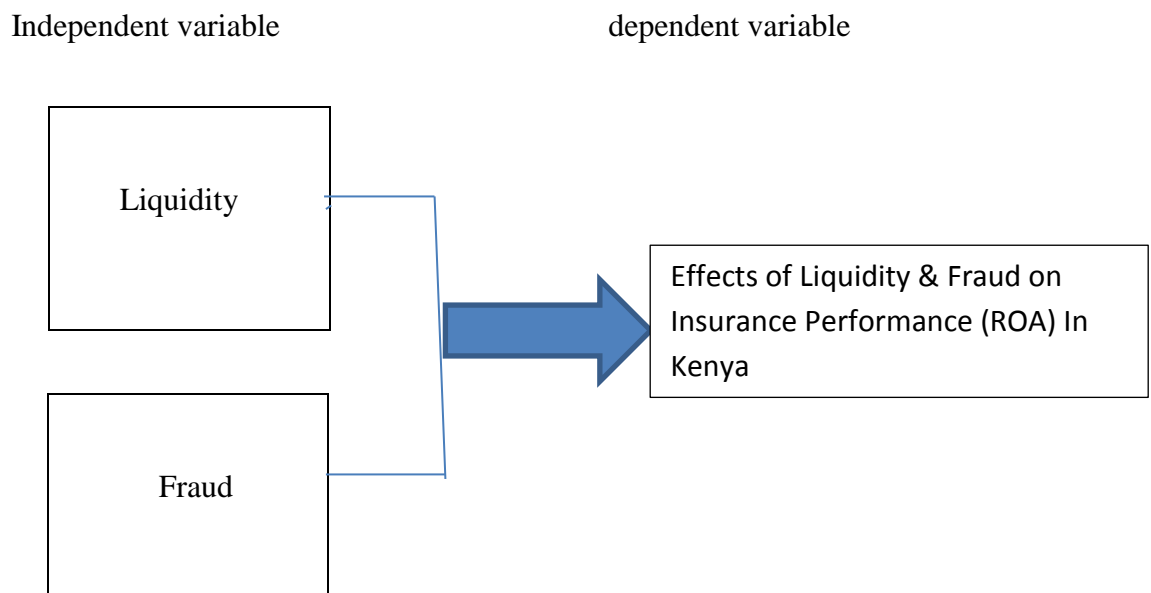 Independent variable dependent variable
Liquidity
Effects of Liquidity & Fraud on
Insurance Performance (ROA) In
Kenya
Fraud